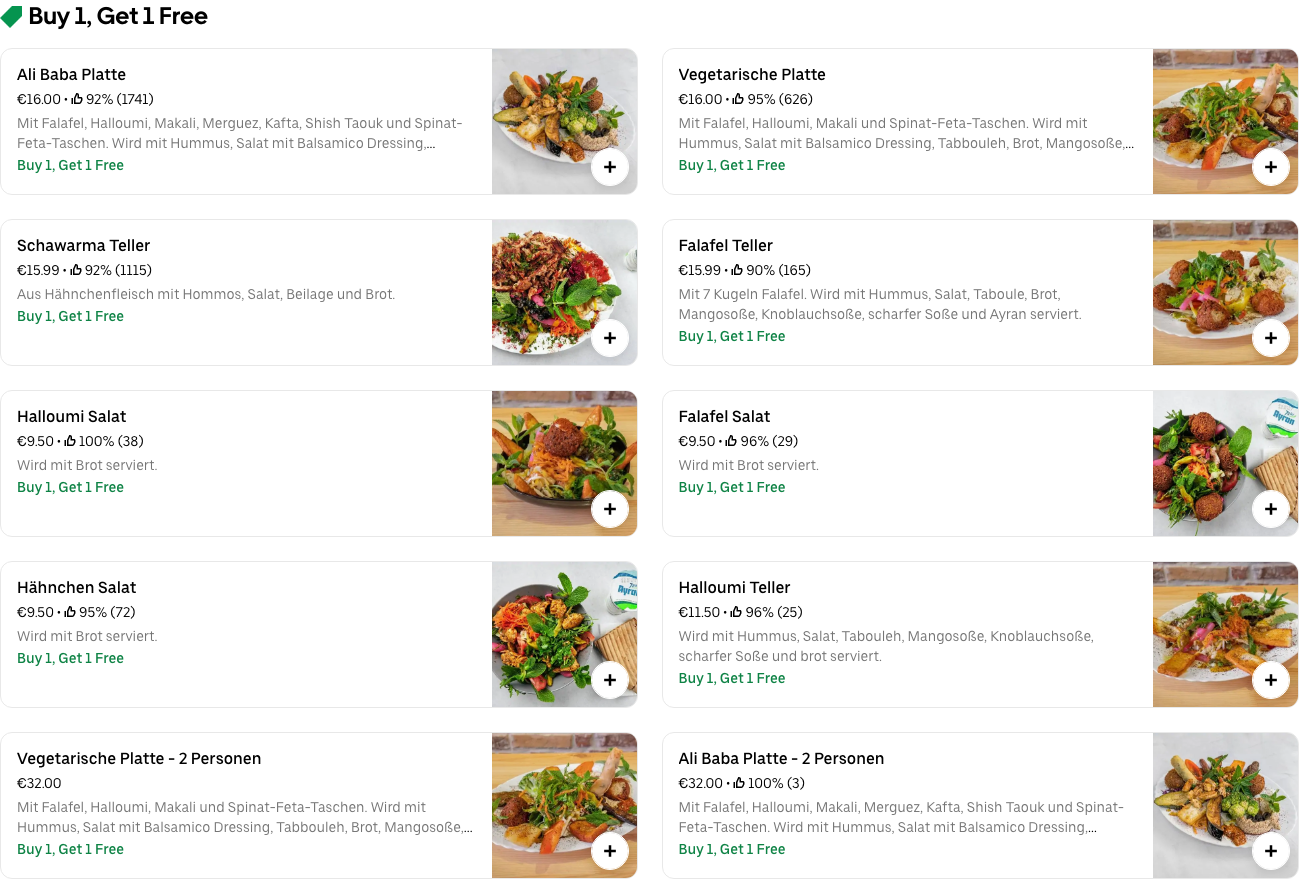 Buy 1, Get 1 Free
Ali Baba Platte
€16.00 • 92% (1741)
Mit Falafel, Halloumi, Makali, Merguez, Kafta, Shish Taouk und Spinat-
Feta-Taschen. Wird mit Hummus, Salat mit Balsamico Dressing,...
Buy 1, Get 1 Free
Vegetarische Platte
€16.00 • 95% (626)
Mit Falafel, Halloumi, Makali und Spinat-Feta-Taschen. Wird mit
Hummus, Salat mit Balsamico Dressing, Tabbouleh, Brot, Mangosoße,...
Buy 1, Get 1 Free
Schawarma Teller
€15.99 • 92% (1115)
Aus Hähnchenfleisch mit Hommos, Salat, Beilage und Brot.
Buy 1, Get 1 Free
Falafel Teller
€15.99 • 90% (165)
Mit 7 Kugeln Falafel. Wird mit Hummus, Salat, Taboule, Brot,
Mangosoße, Knoblauchsoße, scharfer Soße und Ayran serviert.
Buy 1, Get 1 Free
Halloumi Salat
€9.50 • 100% (38)
Wird mit Brot serviert.
Buy 1, Get 1 Free
Falafel Salat
€9.50 • 96% (29)
Wird mit Brot serviert.
Buy 1, Get 1 Free
Ayran
Hähnchen Salat
€9.50 • 95% (72)
Wird mit Brot serviert.
Buy 1, Get 1 Free
Ayran
Halloumi Teller
€11.50 • 96% (25)
Wird mit Hummus, Salat, Tabouleh, Mangosoße, Knoblauchsoße,
scharfer Soße und brot serviert.
Buy 1, Get 1 Free
Vegetarische Platte - 2 Personen
€32.00
Mit Falafel, Halloumi, Makali und Spinat-Feta-Taschen. Wird mit
Hummus, Salat mit Balsamico Dressing, Tabbouleh, Brot, Mangosoße,...
Buy 1, Get 1 Free
Ali Baba Platte - 2 Personen
€32.00 • 100% (3)
Mit Falafel, Halloumi, Makali, Merguez, Kafta, Shish Taouk und Spinat-
Feta-Taschen. Wird mit Hummus, Salat mit Balsamico Dressing,...
Buy 1, Get 1 Free